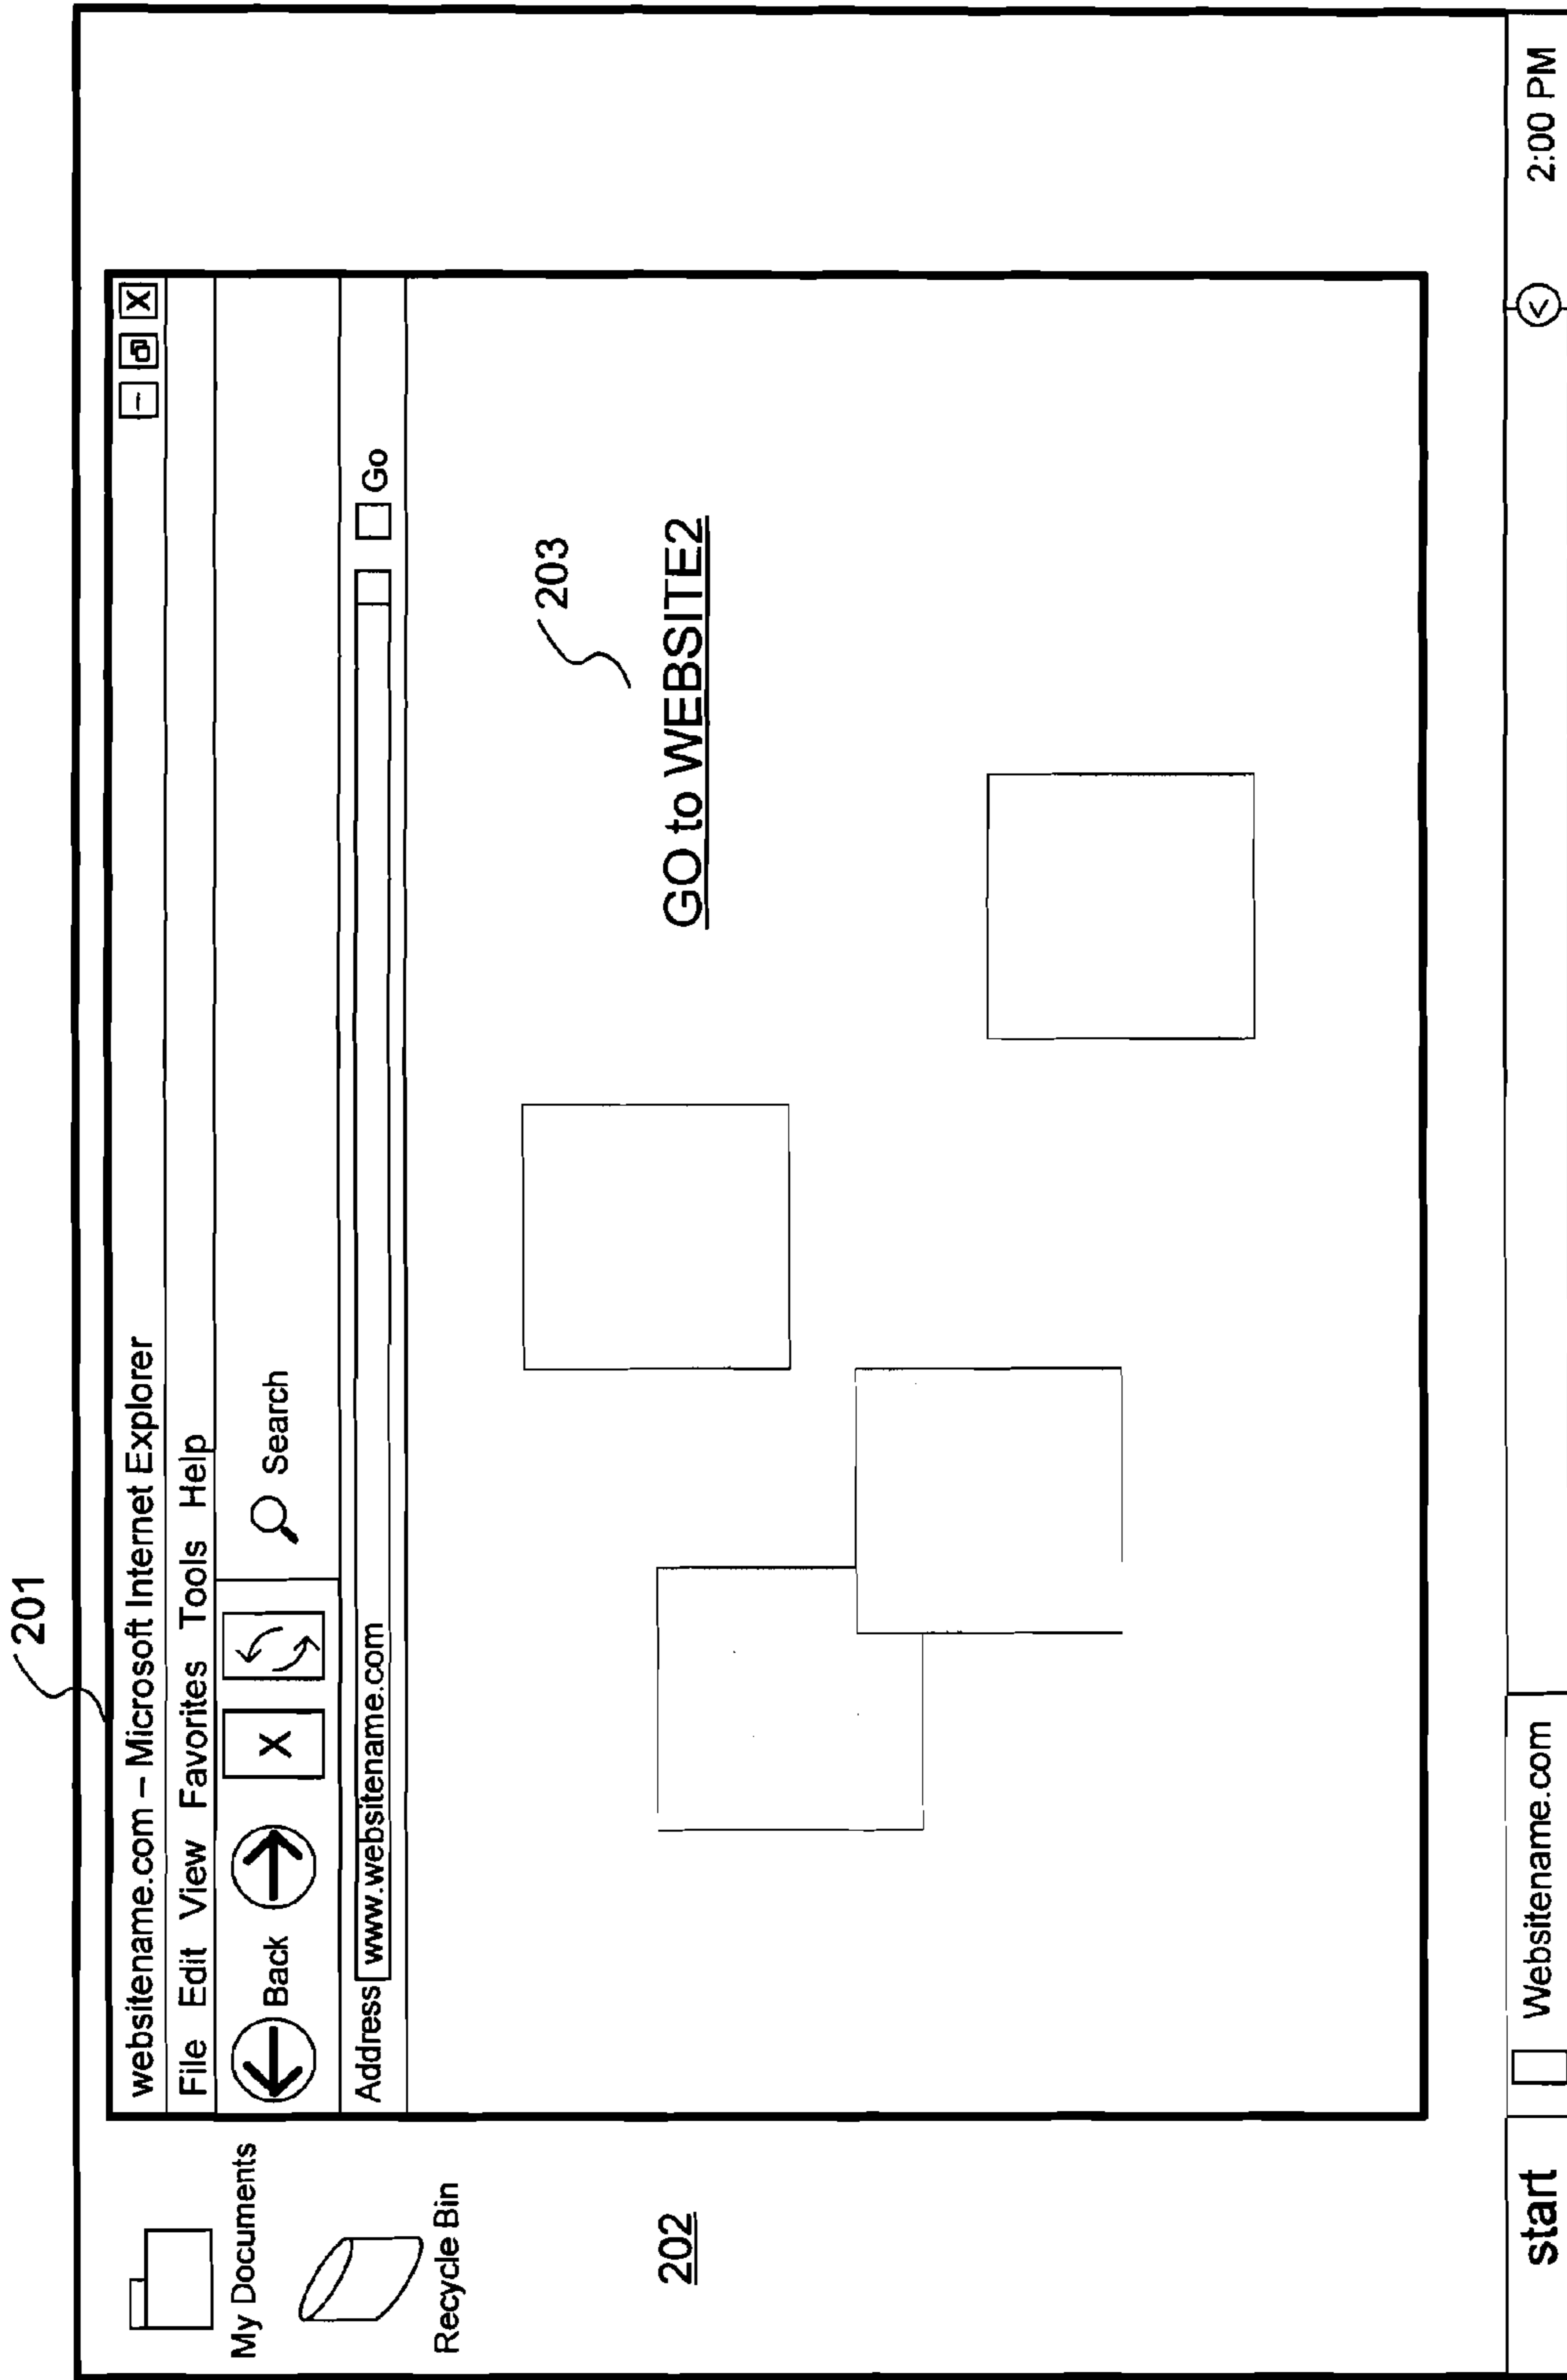 201
websitename.com – Microsoft Internet Explorer
– X
File Edit View Favorites Tools Help
Back X Search
Address www.websitename.com Go
My Documents
Recycle Bin
202
203
GO to WEBSITE2
start Websitename.com < 2:00 PM